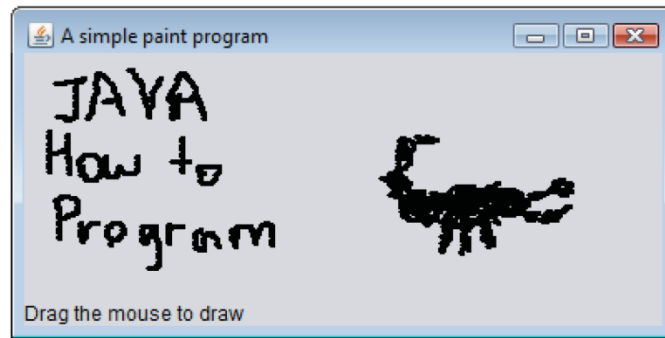 A simple paint program
JAVA
How to
Program
Drag the mouse to draw